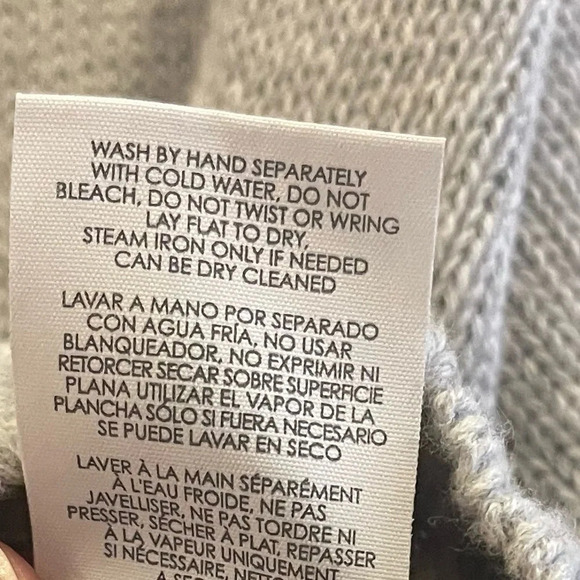 WASH BY HAND SEPARATELY
WITH COLD WATER, DO NOT
BLEACH, DO NOT TWIST OR WRING
LAY FLAT TO DRY,
STEAM IRON ONLY IF NEEDED
CAN BE DRY CLEANED
LAVAR A MANO POR SEPARADO
CON AGUA FRÍA, NO USAR
BLANQUEADOR, NO EXPRIMIR NI
RETORCER SECAR SOBRE SUPERFICIE
PLANA UTILIZAR EL VAPOR DE LA
PLANCHA SÓLO SI FUERA NECESARIO
SE PUEDE LAVAR EN SECO
LAVER À LA MAIN SÉPARÉMENT
À L'EAU FROIDE, NE PAS
JAVELLISER, NE PAS TORDRE NI
PRESSER, SÉCHER À PLAT, REPASSER
À LA VAPEUR UNIQUEMENT
SI NÉCESSAIRE,